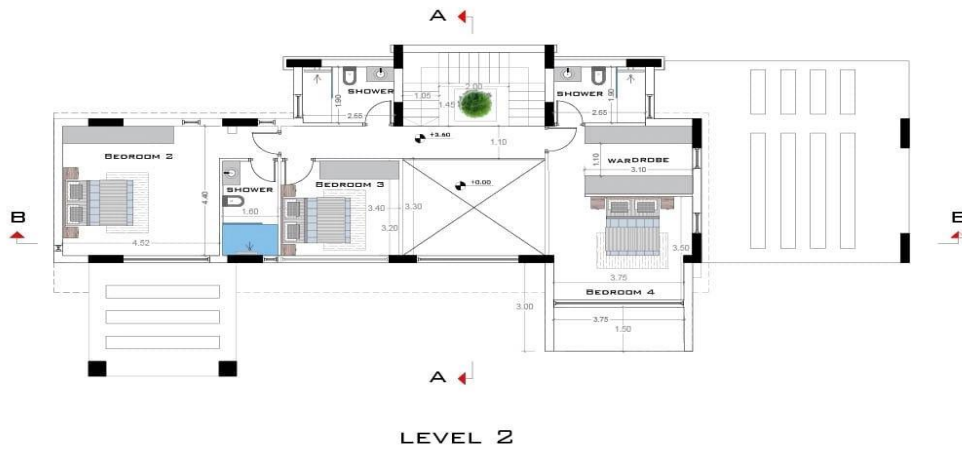 A
SHOWER
1.90
2.65
1.05
2.00
1.45
SHOWER
1.90
2.65
+3.60
1.10
BEDROOM 2
4.40
4.52
SHOWER
1.60
BEDROOM 3
3.40
3.20
3.30
+0.00
WARDROBE
1.10
3.10
B
B
3.50
3.75
BEDROOM 4
3.00
3.75
1.50
A
LEVEL 2